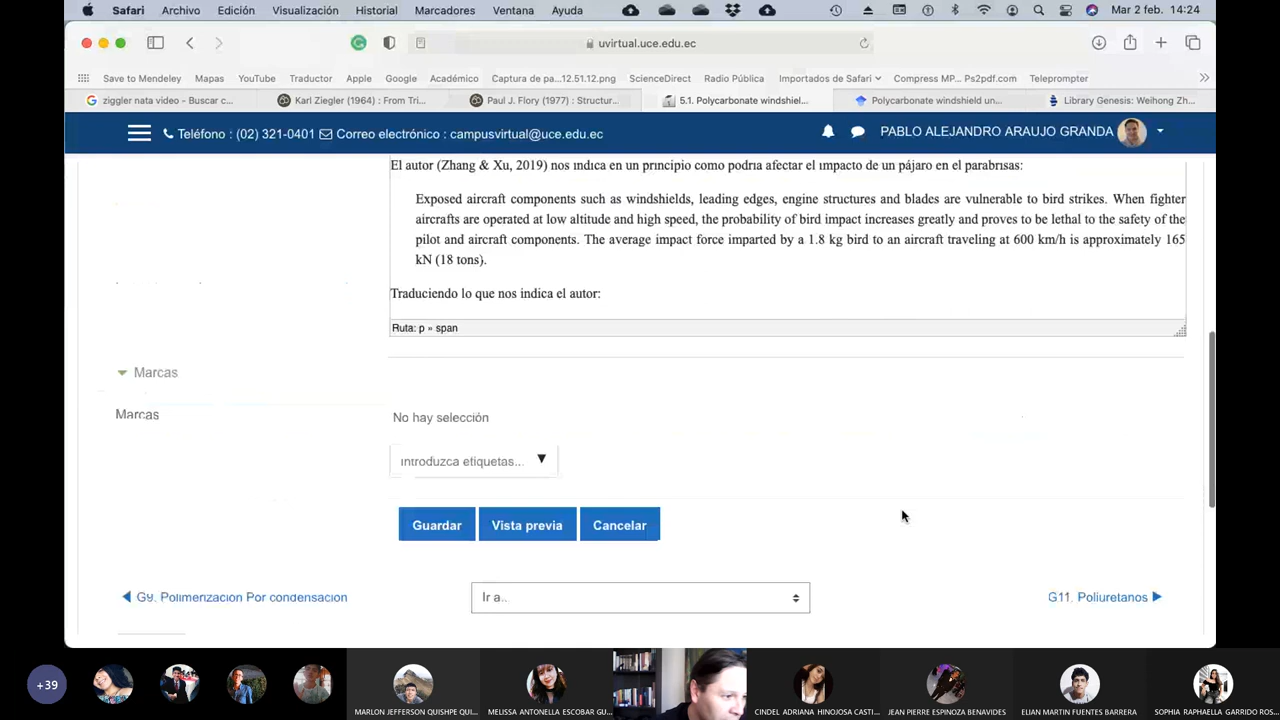 Safari Archivo Edición Visualización Historial Marcadores Ventana Ayuda Mar 2 feb. 14:24
uvirtual.uce.edu.ec
Save to Mendeley Mapas YouTube Traductor Apple Google Académico Captura de pa...12.51.12.png ScienceDirect Radio Pública Importados de Safari Compress MP... Ps2pdf.com Teleprompter
ziggler nata video - Buscar c... Karl Ziegler (1964) : From Tri... Paul J. Flory (1977) : Structur... 5.1. Polycarbonate windshiel... Polycarbonate windshield un... Library Genesis: Weihong Zh...
Teléfono : (02) 321-0401 Correo electrónico : campusvirtual@uce.edu.ec PABLO ALEJANDRO ARAUJO GRANDA
El autor (Zhang & Xu, 2019) nos indica en un principio como podría afectar el impacto de un pájaro en el parabrisas:
Exposed aircraft components such as windshields, leading edges, engine structures and blades are vulnerable to bird strikes. When fighter
aircrafts are operated at low altitude and high speed, the probability of bird impact increases greatly and proves to be lethal to the safety of the
pilot and aircraft components. The average impact force imparted by a 1.8 kg bird to an aircraft traveling at 600 km/h is approximately 165
kN (18 tons).
Traduciendo lo que nos indica el autor:
Ruta: p » span
Marcas
Marcas
No hay selección
Introduzca etiquetas...
Guardar Vista previa Cancelar
G9. Polimerización Por condensación Ir a... G11. Poliuretanos
+39
MARLON JEFFERSON QUISHPE QUI... MELISSA ANTONELLA ESCOBAR GU... CINDEL ADRIANA HINOJOSA CASTI... JEAN PIERRE ESPINOZA BENAVIDES ELIAN MARTIN FUENTES BARRERA SOPHIA RAPHAELLA GARRIDO ROS...